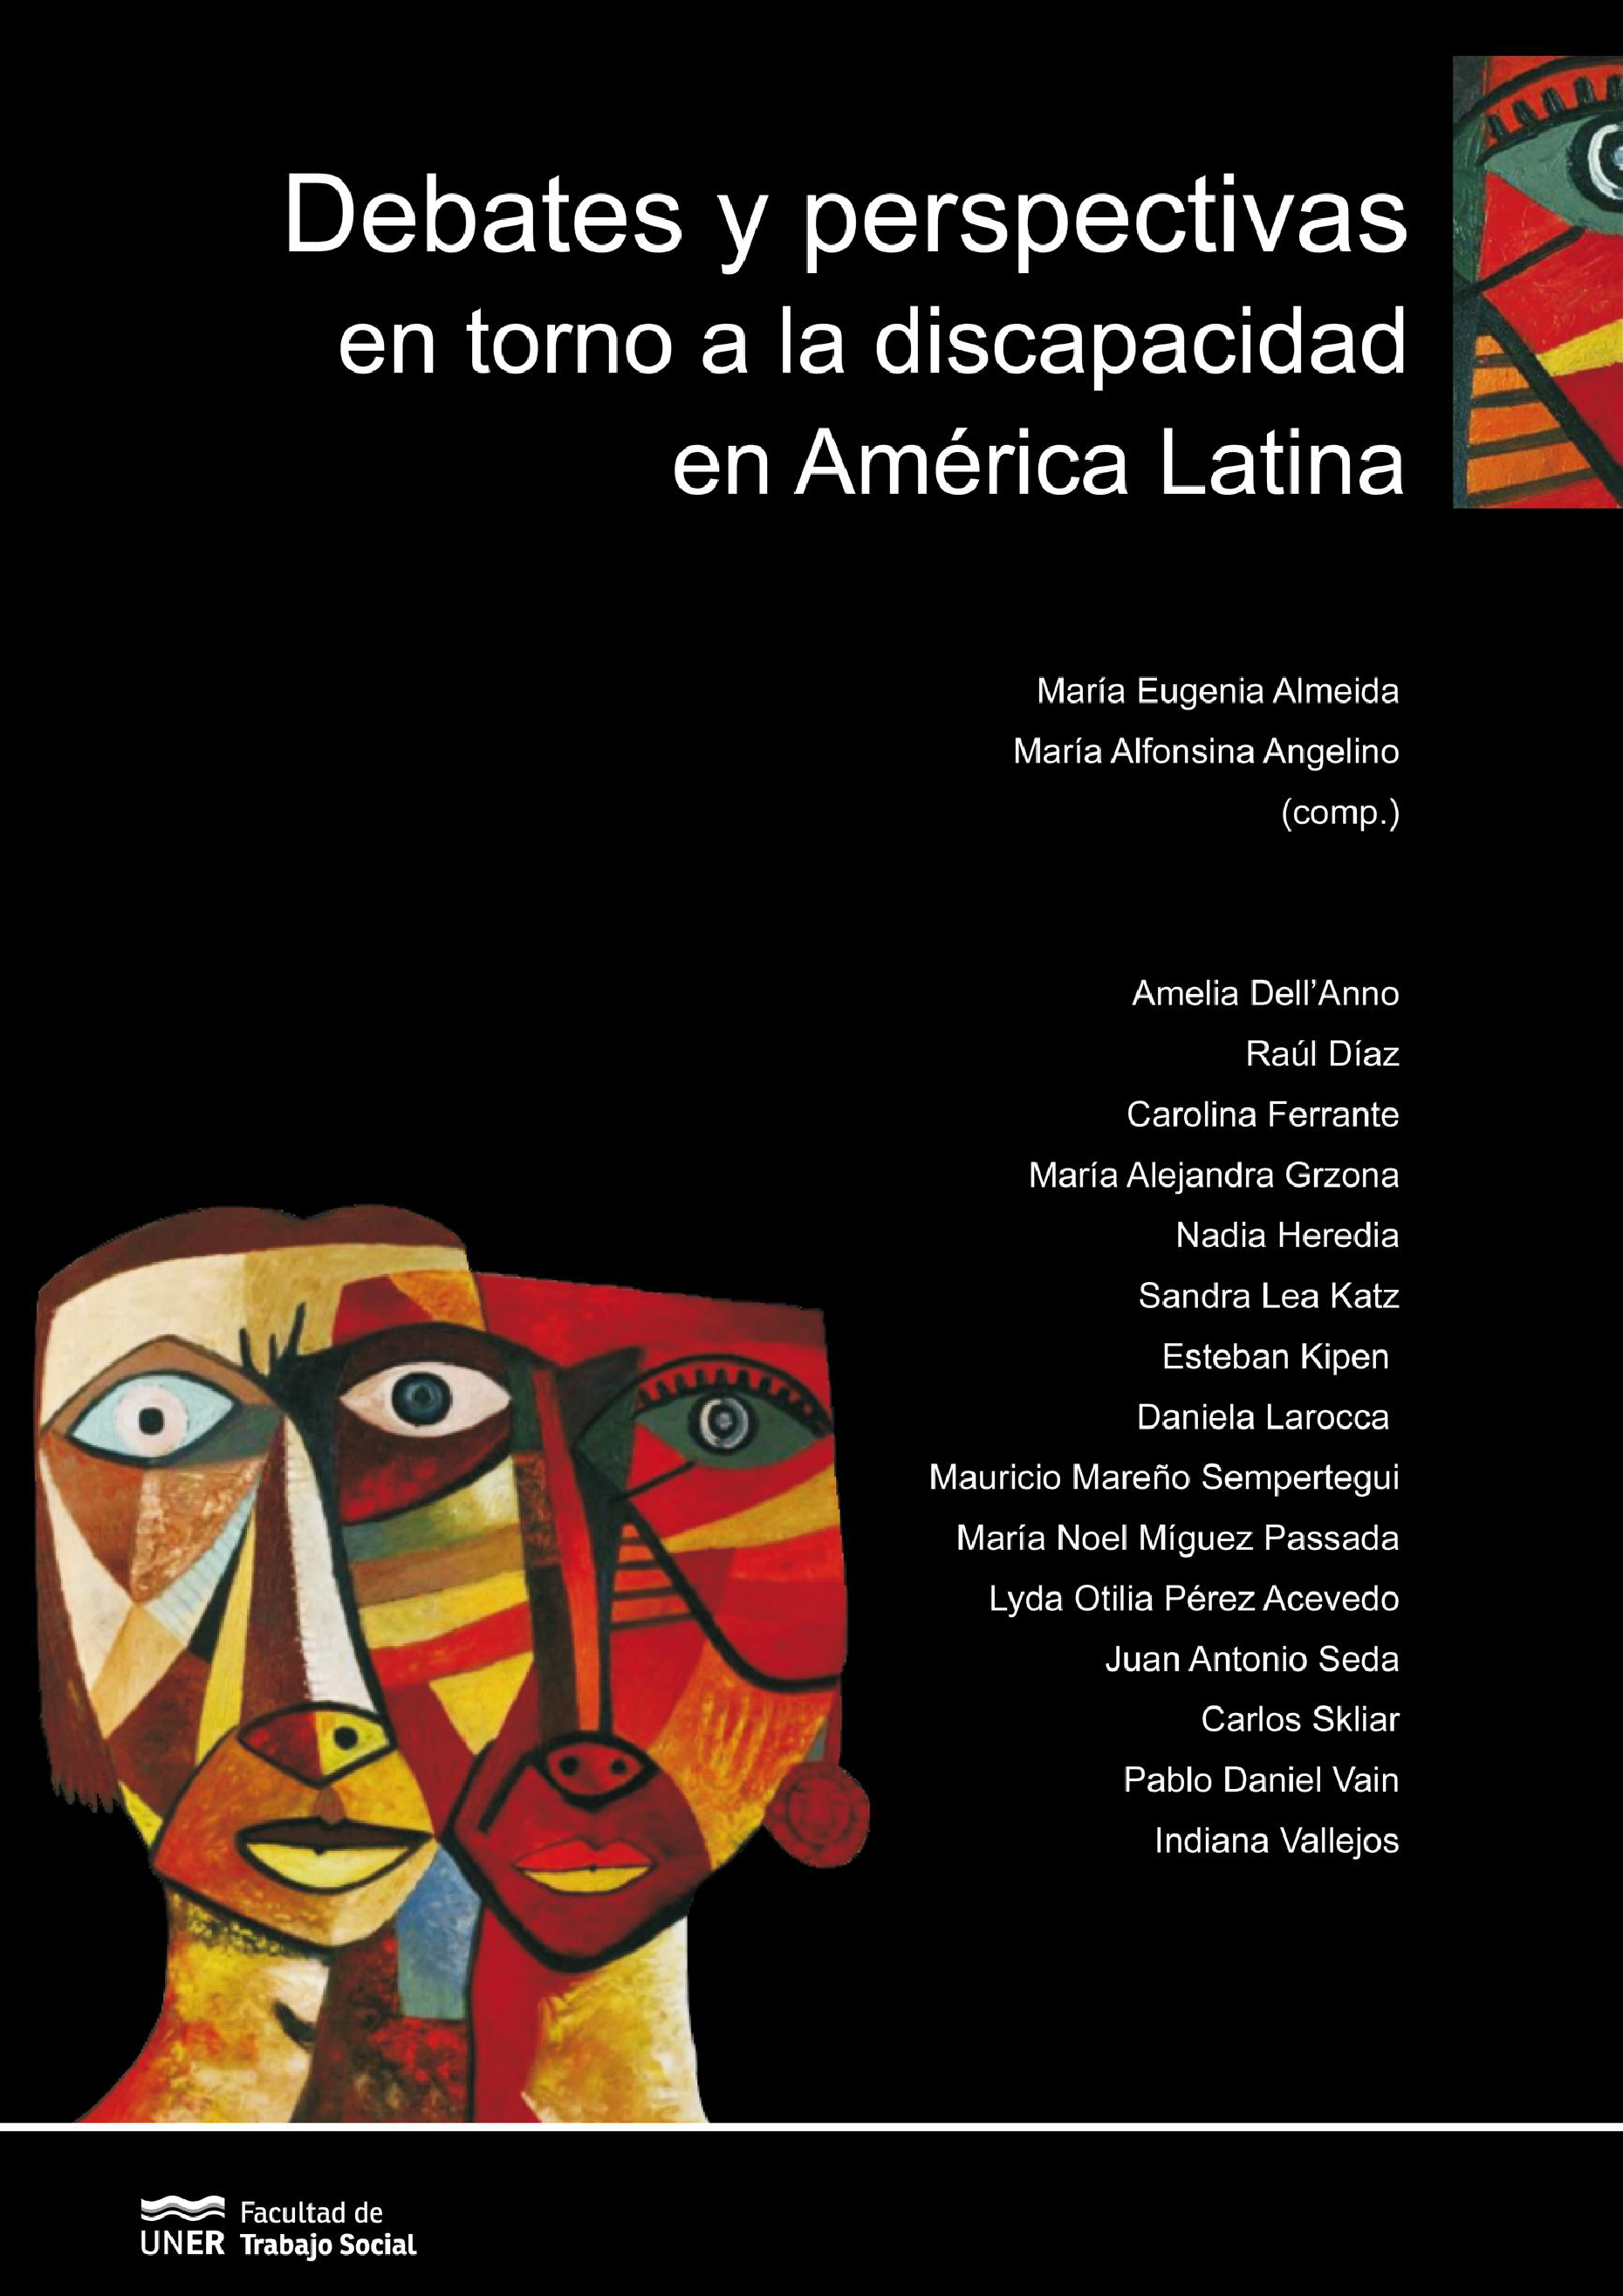 Debates y perspectivas
en torno a la discapacidad
en América Latina
María Eugenia Almeida
María Alfonsina Angelino
(comp.)
Amelia Dell’Anno
Raúl Díaz
Carolina Ferrante
María Alejandra Grzona
Nadia Heredia
Sandra Lea Katz
Esteban Kipen
Daniela Larocca
Mauricio Mareño Sempertegui
María Noel Míguez Passada
Lyda Otilia Pérez Acevedo
Juan Antonio Seda
Carlos Skliar
Pablo Daniel Vain
Indiana Vallejos
UNER
Facultad de
Trabajo Social